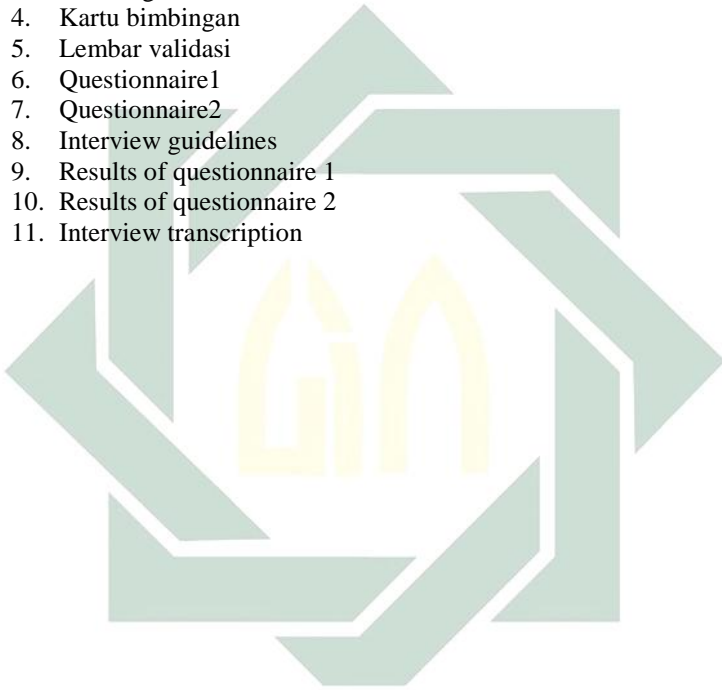 4. Kartu bimbingan
5. Lembar validasi
6. Questionnaire1
7. Questionnaire2
8. Interview guidelines
9. Results of questionnaire 1
10. Results of questionnaire 2
11. Interview transcription